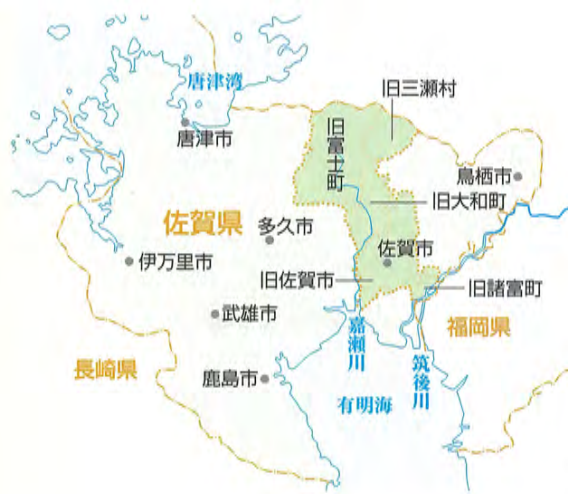 唐津湾
旧三瀬村
唐津市
旧富士町
鳥栖市
旧大和町
佐賀県
多久市
佐賀市
伊万里市
旧佐賀市
旧諸富町
武雄市
嘉瀬川
福岡県
長崎県
筑後川
鹿島市
有明海